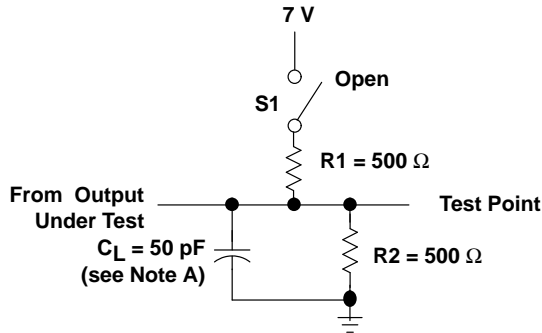 7 V
Open
S1
R1 = 500 Ω
From Output
Under Test
Test Point
C_L = 50 pF
(see Note A)
R2 = 500 Ω